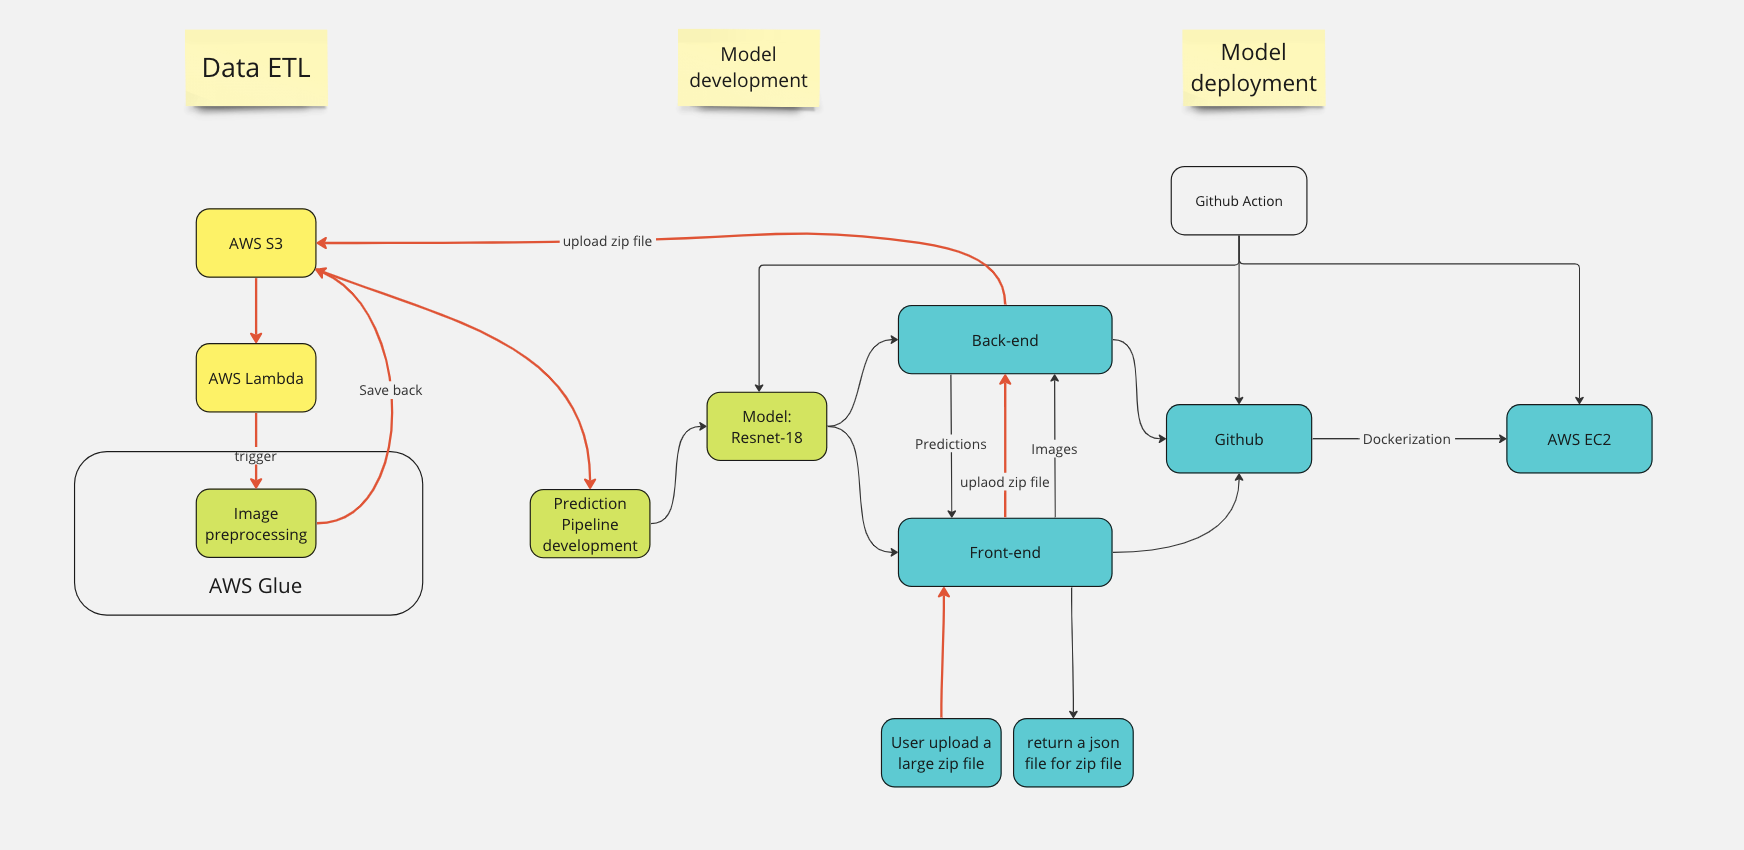 Data ETL
Model
development
Model
deployment
Github Action
AWS S3
upload zip file
Back-end
AWS Lambda
Save back
Model:
Resnet-18
Predictions
Images
uplaod zip file
Github
Dockerization
AWS EC2
trigger
Image
preprocessing
AWS Glue
Prediction
Pipeline
development
Front-end
User upload a
large zip file
return a json
file for zip file